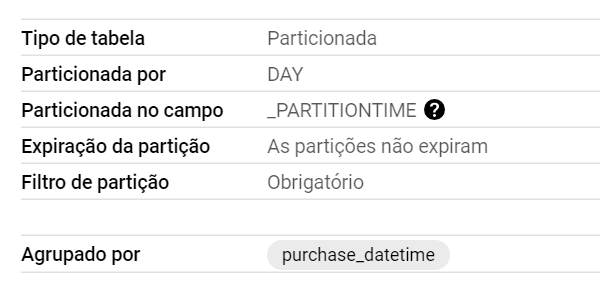 Tipo de tabela Particionada
Particionada por DAY
Particionada no campo _PARTITIONTIME ?
Expiração da partição As partições não expiram
Filtro de partição Obrigatório
Agrupado por purchase_datetime